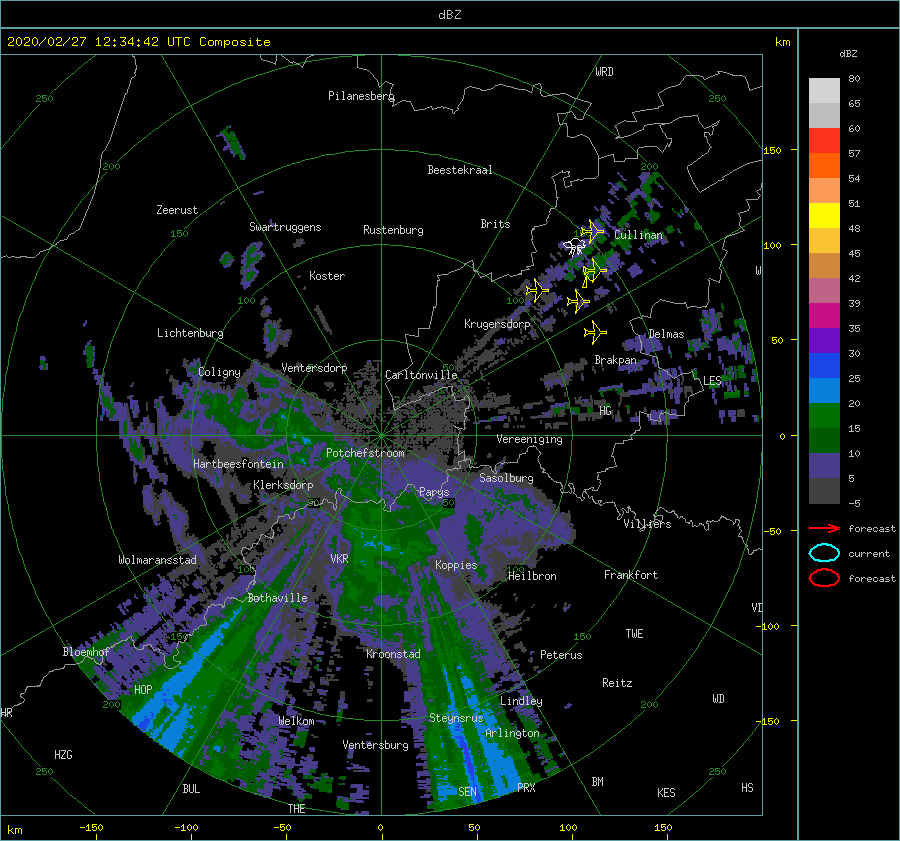 dBZ
2020/02/27 12:34:42 UTC Composite
km
dBZ
WRD
250
Pilanesberg
250
150
200
Beestekraal
200
Zeerust
Swartruggens
150
Rustenburg
Brits
Cullinan
100
Koster
W
100
100
Krugersdorp
Lichtenburg
Delmas
50
Brakpan
Coligny
Ventersdorp
Carltonville
LES
HG
Vereeniging
0
Potchefstroom
Hartbeesfontein
Klerksdorp
Parys
Sasolburg
50
50
Villiers
-50
Wolmaransstad
VKR
Koppies
100
100
Heilbron
Frankfort
Bothaville
VD
-100
150
150
TWE
Bloemhof
Kroonstad
Peterus
HOP
Reitz
200
Lindley
200
WD
HR
Welkom
Steynsrus
-150
Arlington
Ventersburg
HZG
250
250
BUL
SEN
PRX
BM
KES
HS
THE
km
-150
-100
-50
0
50
100
150
80
65
60
57
54
51
48
45
42
39
35
30
25
20
15
10
5
-5
forecast
current
forecast